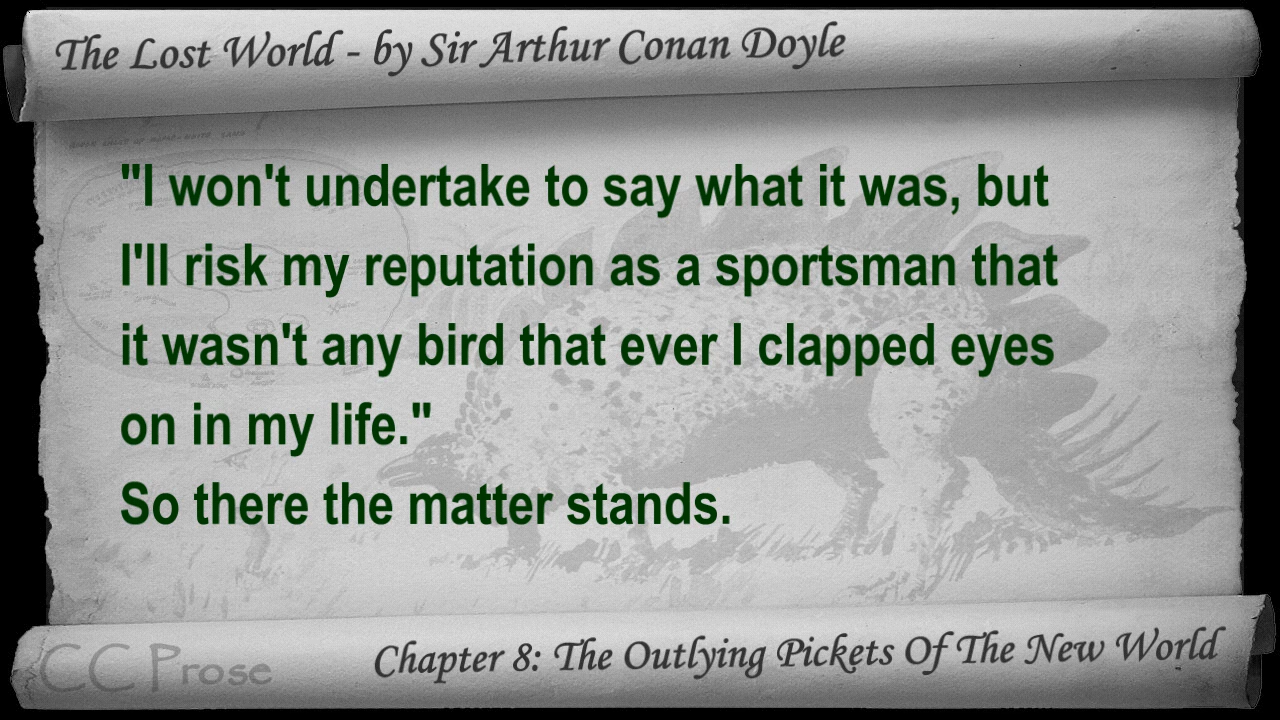 The Lost World - by Sir Arthur Conan Doyle
"I won't undertake to say what it was, but
I'll risk my reputation as a sportsman that
it wasn't any bird that ever I clapped eyes
on in my life."
So there the matter stands.
CC Prose
Chapter 8: The Outlying Pickets Of The New World